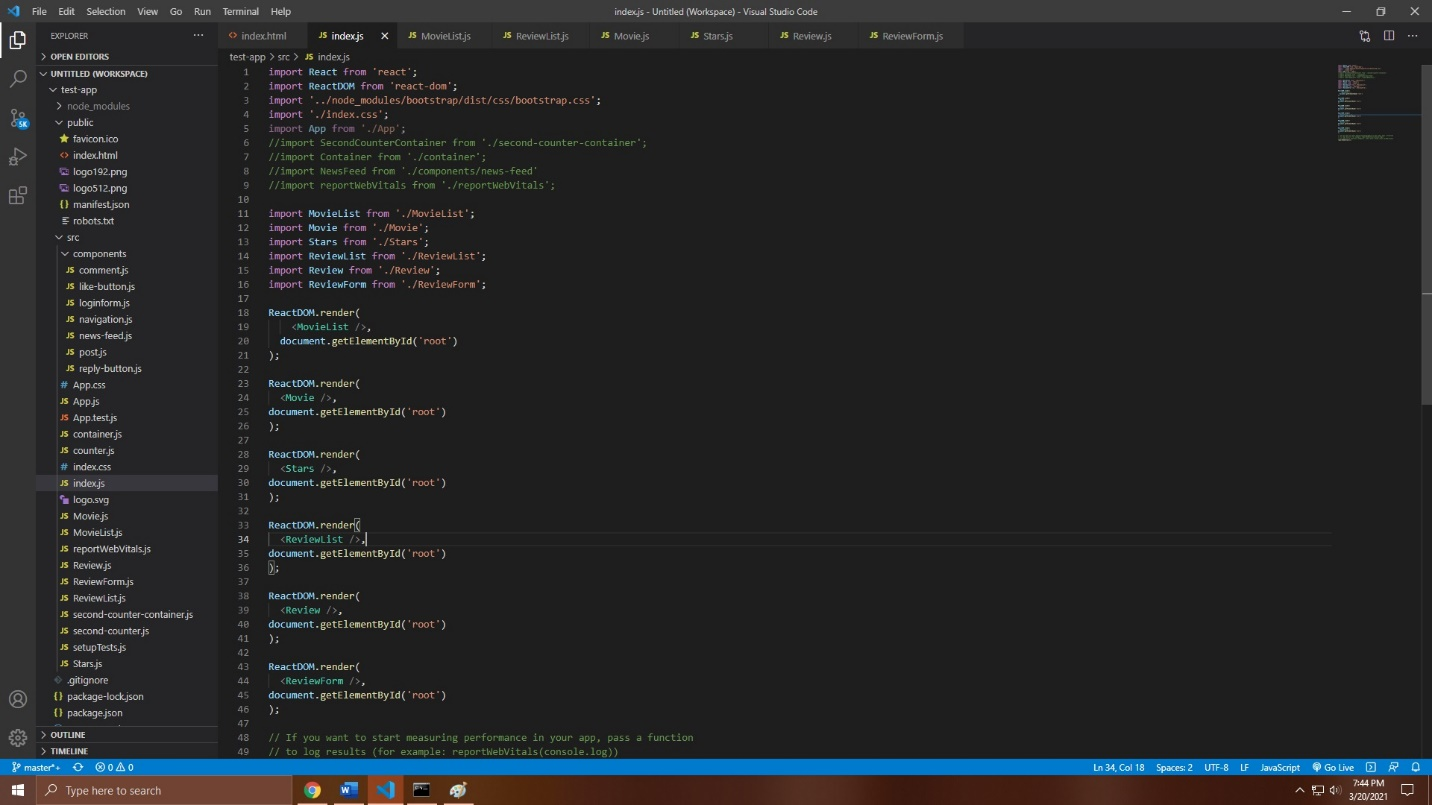 File Edit Selection View Go Run Terminal Help
index.js - Untitled (Workspace) - Visual Studio Code
EXPLORER
OPEN EDITORS
UNTITLED (WORKSPACE)
test-app
node_modules
public
favicon.ico
index.html
logo192.png
logo512.png
manifest.json
robots.txt
src
components
comment.js
like-button.js
loginform.js
navigation.js
news-feed.js
post.js
reply-button.js
App.css
App.js
App.test.js
container.js
counter.js
index.css
index.js
logo.svg
Movie.js
MovieList.js
reportWebVitals.js
Review.js
ReviewForm.js
ReviewList.js
second-counter-container.js
second-counter.js
setupTests.js
Stars.js
.gitignore
package-lock.json
package.json
OUTLINE
TIMELINE
index.html index.js MovieList.js ReviewList.js Movie.js Stars.js Review.js ReviewForm.js
test-app > src > JS index.js
1 import React from 'react';
2 import ReactDOM from 'react-dom';
3 import '../node_modules/bootstrap/dist/css/bootstrap.css';
4 import './index.css';
5 import App from './App';
6 //import SecondCounterContainer from './second-counter-container';
7 //import Container from './container';
8 //import NewsFeed from './components/news-feed'
9 //import reportWebVitals from './reportWebVitals';
10
11 import MovieList from './MovieList';
12 import Movie from './Movie';
13 import Stars from './Stars';
14 import ReviewList from './ReviewList';
15 import Review from './Review';
16 import ReviewForm from './ReviewForm';
17
18 ReactDOM.render(
19 <MovieList />,
20 document.getElementById('root')
21 );
22
23 ReactDOM.render(
24 <Movie />,
25 document.getElementById('root')
26 );
27
28 ReactDOM.render(
29 <Stars />,
30 document.getElementById('root')
31 );
32
33 ReactDOM.render(
34 <ReviewList />,
35 document.getElementById('root')
36 );
37
38 ReactDOM.render(
39 <Review />,
40 document.getElementById('root')
41 );
42
43 ReactDOM.render(
44 <ReviewForm />,
45 document.getElementById('root')
46 );
47
48 // If you want to start measuring performance in your app, pass a function
49 // to log results (for example: reportWebVitals(console.log))
master*+ 0 0
Ln 34, Col 18 Spaces: 2 UTF-8 LF JavaScript Go Live
Type here to search
7:44 PM
3/20/2021